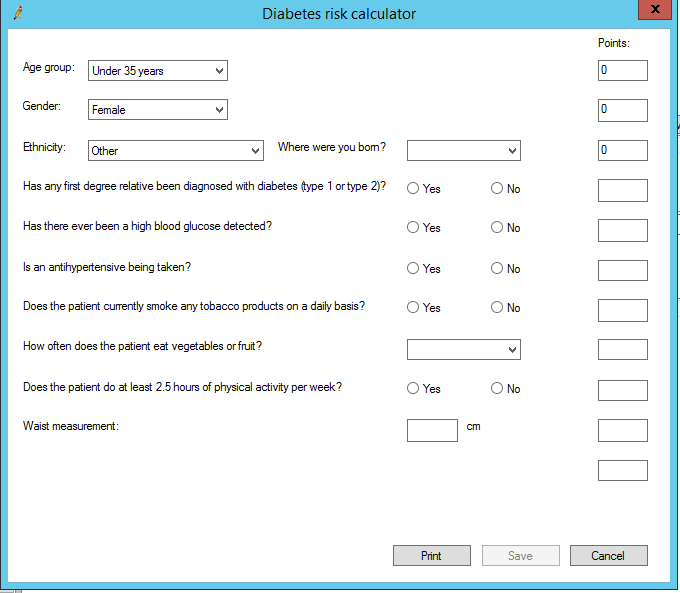 Diabetes risk calculator
x
Points:
Age group: Under 35 years 0
Gender: Female 0
Ethnicity: Other Where were you born? 0
Has any first degree relative been diagnosed with diabetes (type 1 or type 2)? Yes No
Has there ever been a high blood glucose detected? Yes No
Is an antihypertensive being taken? Yes No
Does the patient currently smoke any tobacco products on a daily basis? Yes No
How often does the patient eat vegetables or fruit?
Does the patient do at least 2.5 hours of physical activity per week? Yes No
Waist measurement: cm
Print Save Cancel